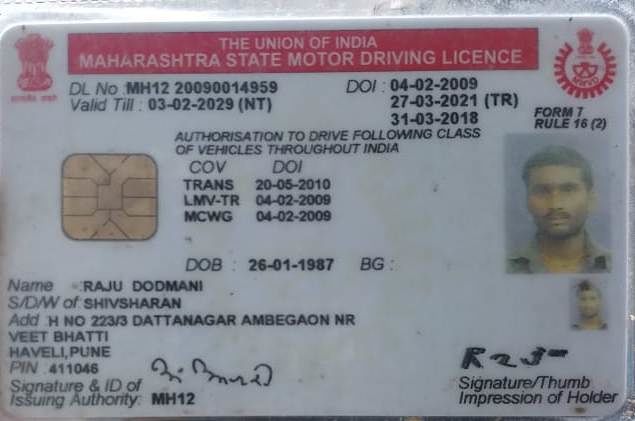 THE UNION OF INDIA
MAHARASHTRA STATE MOTOR DRIVING LICENCE
DL No :MH12 20090014959 DOI : 04-02-2009
Valid Till : 03-02-2029 (NT) 27-03-2021 (TR)
31-03-2018
FORM 7
RULE 16 (2)
AUTHORISATION TO DRIVE FOLLOWING CLASS
OF VEHICLES THROUGHOUT INDIA
COV DOI
TRANS 20-05-2010
LMV-TR 04-02-2009
MCWG 04-02-2009
DOB : 26-01-1987 BG :
Name :RAJU DODMANI
S/D/W of :SHIVSHARAN
Add :H NO 223/3 DATTANAGAR AMBEGAON NR
VEET BHATTI
HAVELI,PUNE
PIN :411046
Signature & ID of
Issuing Authority: MH12
Signature/Thumb
Impression of Holder